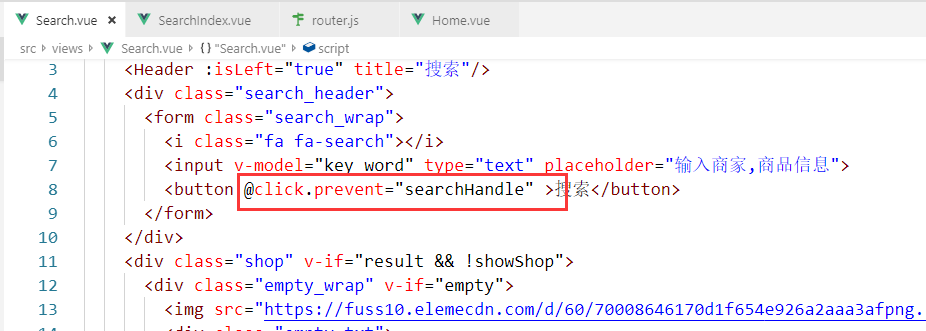 Search.vue × SearchIndex.vue router.js Home.vue
src > views > Search.vue > {} "Search.vue" > script
3 <Header :isLeft="true" title="搜索"/>
4 <div class="search_header">
5 <form class="search_wrap">
6 <i class="fa fa-search"></i>
7 <input v-model="key_word" type="text" placeholder="输入商家,商品信息">
8 <button @click.prevent="searchHandle" >搜索</button>
9 </form>
10 </div>
11 <div class="shop" v-if="result && !showShop">
12 <div class="empty_wrap" v-if="empty">
13 <img src="https://fuss10.elemecdn.com/d/60/70008646170d1f654e926a2aaa3afpng.
14 <div class="empty_txt">